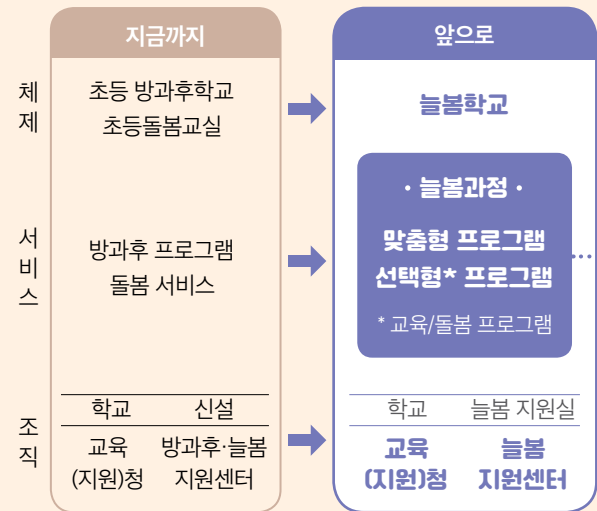 지금까지 앞으로
체제
초등 방과후학교
초등돌봄교실
늘봄학교
서비스
방과후 프로그램
돌봄 서비스
· 늘봄과정 ·
맞춤형 프로그램
선택형* 프로그램
* 교육/돌봄 프로그램
조직
학교 신설
교육 방과후·늘봄
(지원)청 지원센터
학교 늘봄 지원실
교육 늘봄
(지원)청 지원센터